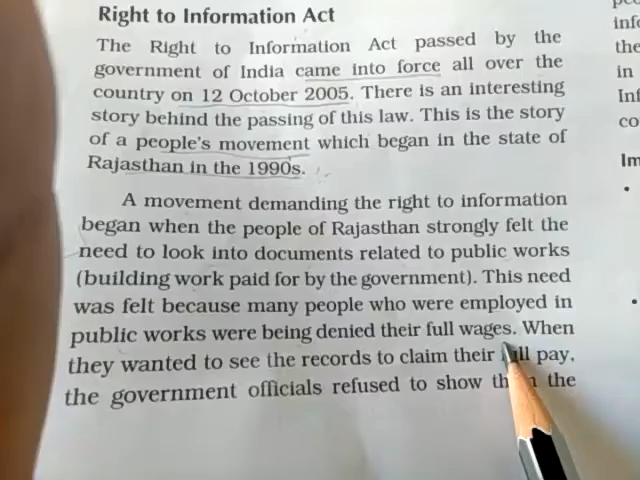 Right to Information Act
The Right to Information Act passed by the
government of India came into force all over the
country on 12 October 2005. There is an interesting
story behind the passing of this law. This is the story
of a people's movement which began in the state of
Rajasthan in the 1990s.
A movement demanding the right to information
began when the people of Rajasthan strongly felt the
need to look into documents related to public works
(building work paid for by the government). This need
was felt because many people who were employed in
public works were being denied their full wages. When
they wanted to see the records to claim their full pay,
the government officials refused to show them the
the
in